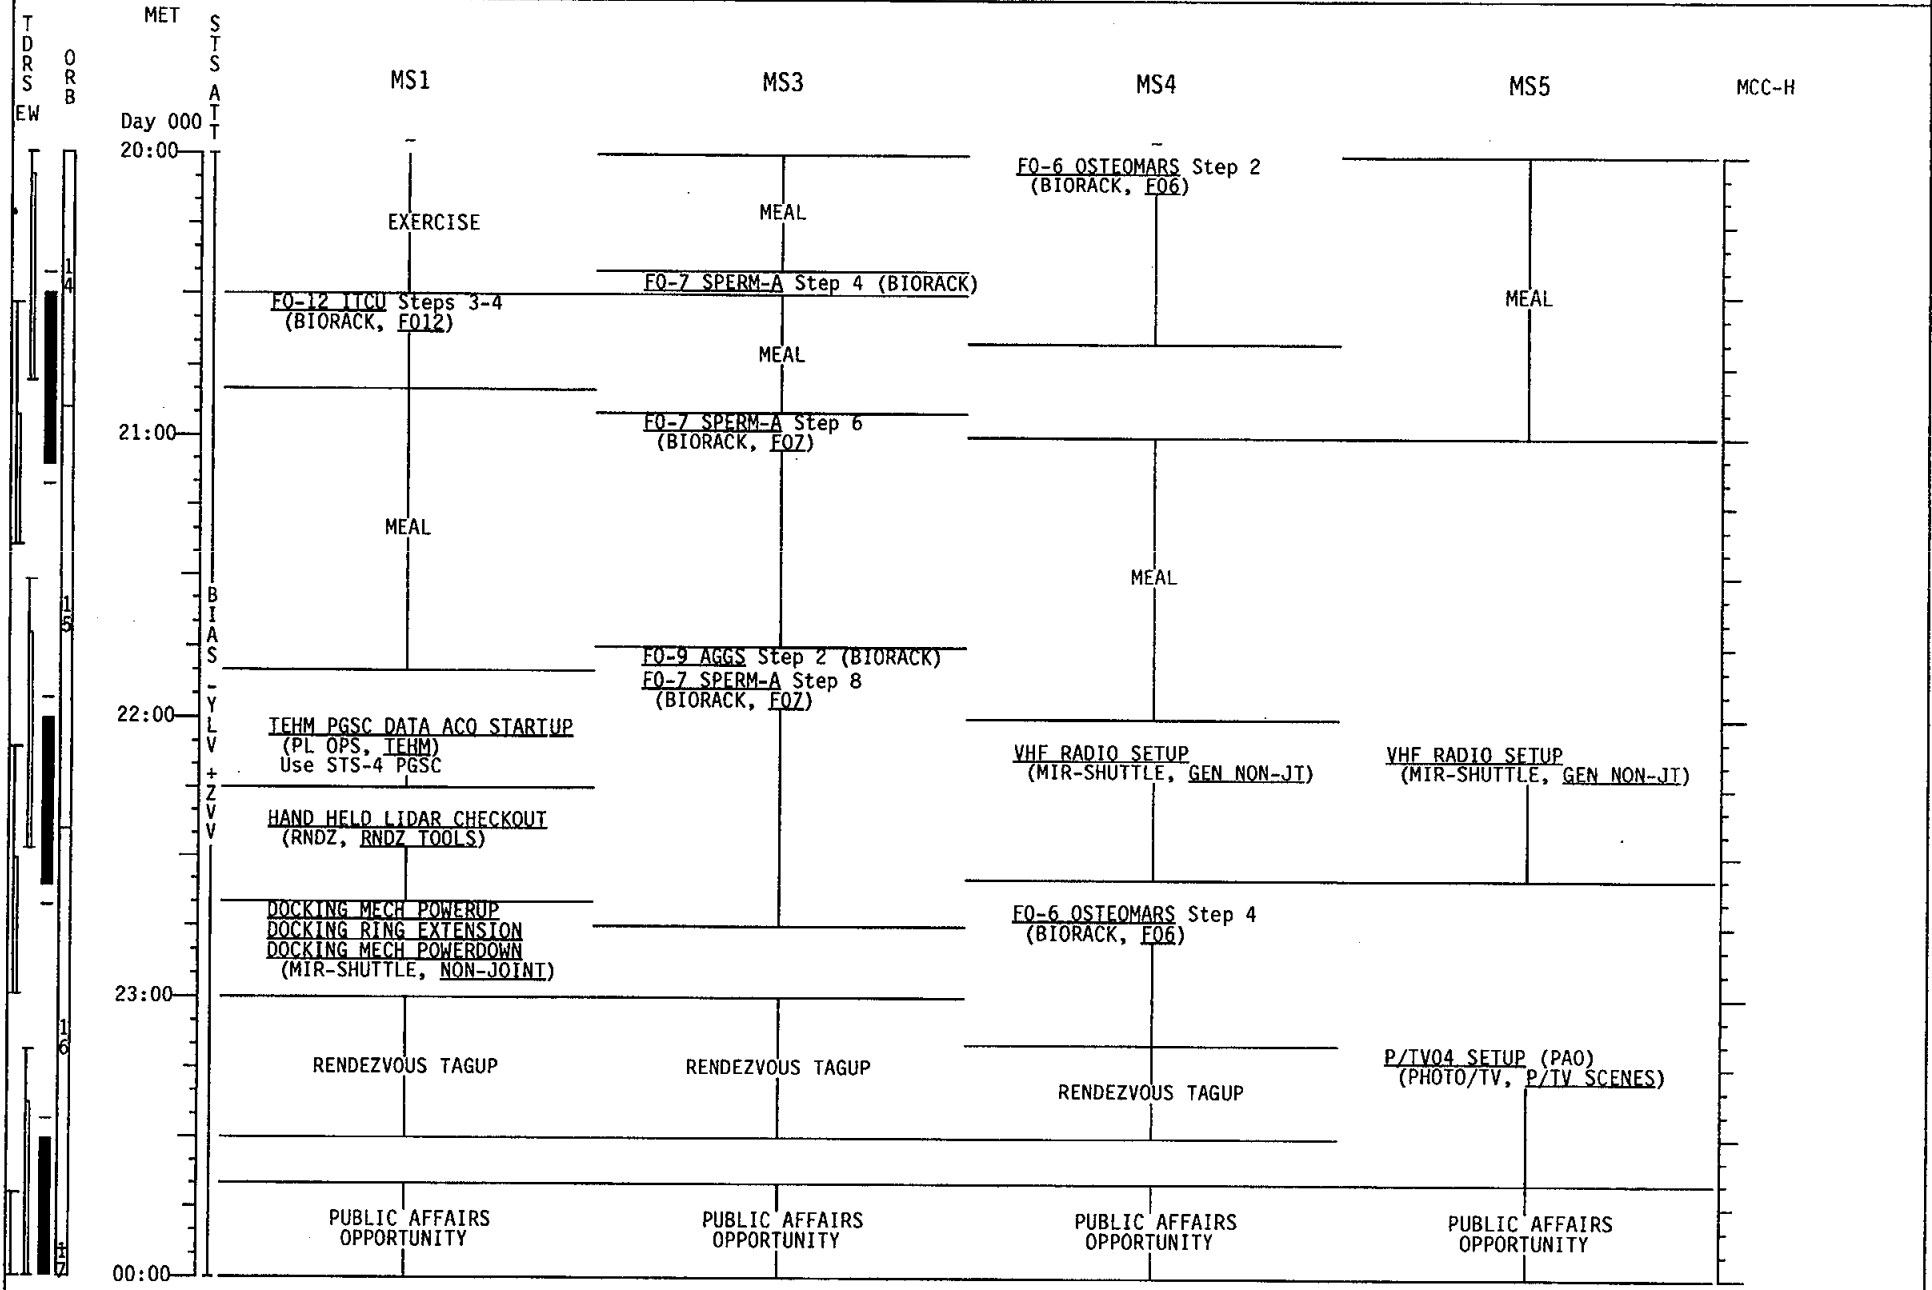 MET
TDRS
EW
ORB
STS ATT
MS1
MS3
MS4
MS5
MCC-H
Day 000
20:00
~
~
EXERCISE
MEAL
FO-6 OSTEOMARS Step 2
(BIORACK, FO6)
MEAL
14
FO-7 SPERM-A Step 4 (BIORACK)
FO-12 ITCU Steps 3-4
(BIORACK, FO12)
MEAL
21:00
FO-7 SPERM-A Step 6
(BIORACK, FO7)
MEAL
MEAL
15
BIAS -YLV +ZVV
FO-9 AGGS Step 2 (BIORACK)
FO-7 SPERM-A Step 8
(BIORACK, FO7)
22:00
TEHM PGSC DATA ACQ STARTUP
(PL OPS, TEHM)
Use STS-4 PGSC
VHF RADIO SETUP
(MIR-SHUTTLE, GEN NON-JT)
VHF RADIO SETUP
(MIR-SHUTTLE, GEN NON-JT)
HAND HELD LIDAR CHECKOUT
(RNDZ, RNDZ TOOLS)
DOCKING MECH POWERUP
DOCKING RING EXTENSION
DOCKING MECH POWERDOWN
(MIR-SHUTTLE, NON-JOINT)
FO-6 OSTEOMARS Step 4
(BIORACK, FO6)
23:00
16
RENDEZVOUS TAGUP
RENDEZVOUS TAGUP
RENDEZVOUS TAGUP
P/TV04 SETUP (PAO)
(PHOTO/TV, P/TV SCENES)
PUBLIC AFFAIRS
OPPORTUNITY
PUBLIC AFFAIRS
OPPORTUNITY
PUBLIC AFFAIRS
OPPORTUNITY
PUBLIC AFFAIRS
OPPORTUNITY
17
00:00